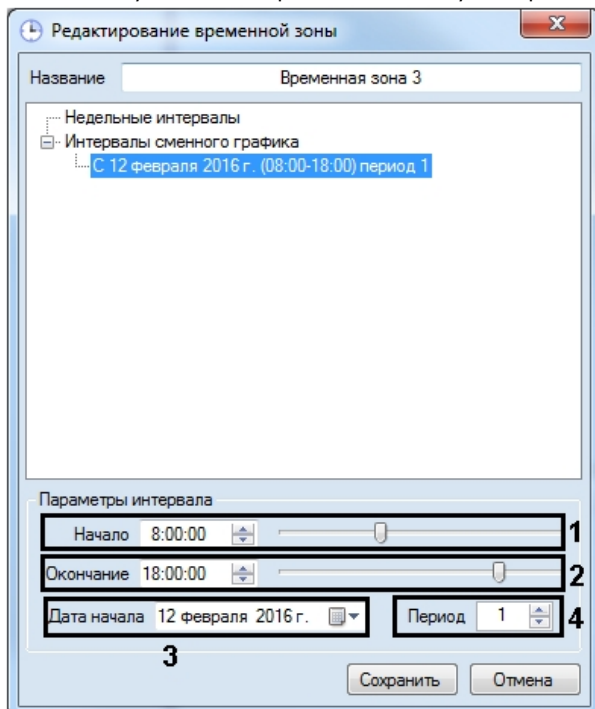 Редактирование временной зоны
Название Временная зона 3
Недельные интервалы
Интервалы сменного графика
С 12 февраля 2016 г. (08:00-18:00) период 1
Параметры интервала
Начало 8:00:00 1
Окончание 18:00:00 2
Дата начала 12 февраля 2016 г. Период 1 4
3
Сохранить Отмена